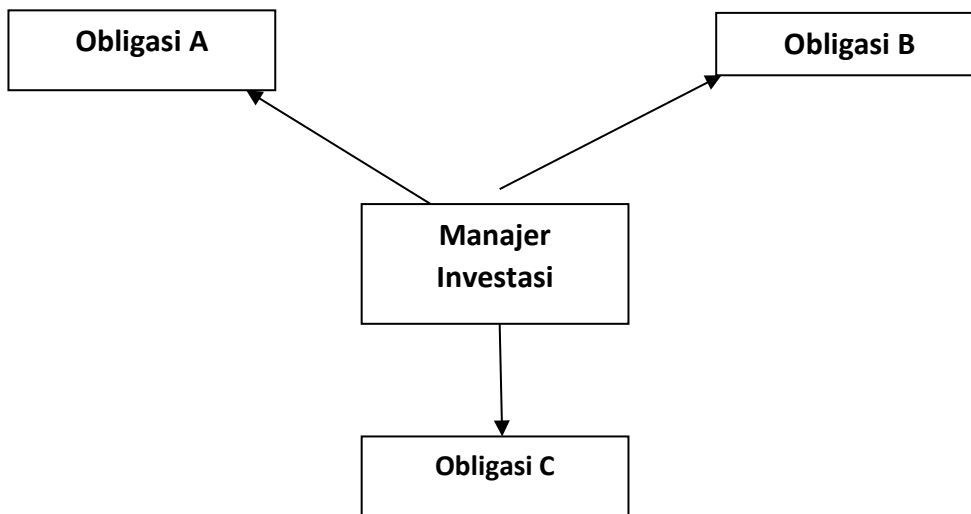 Obligasi A
Obligasi B
Manajer
Investasi
Obligasi C